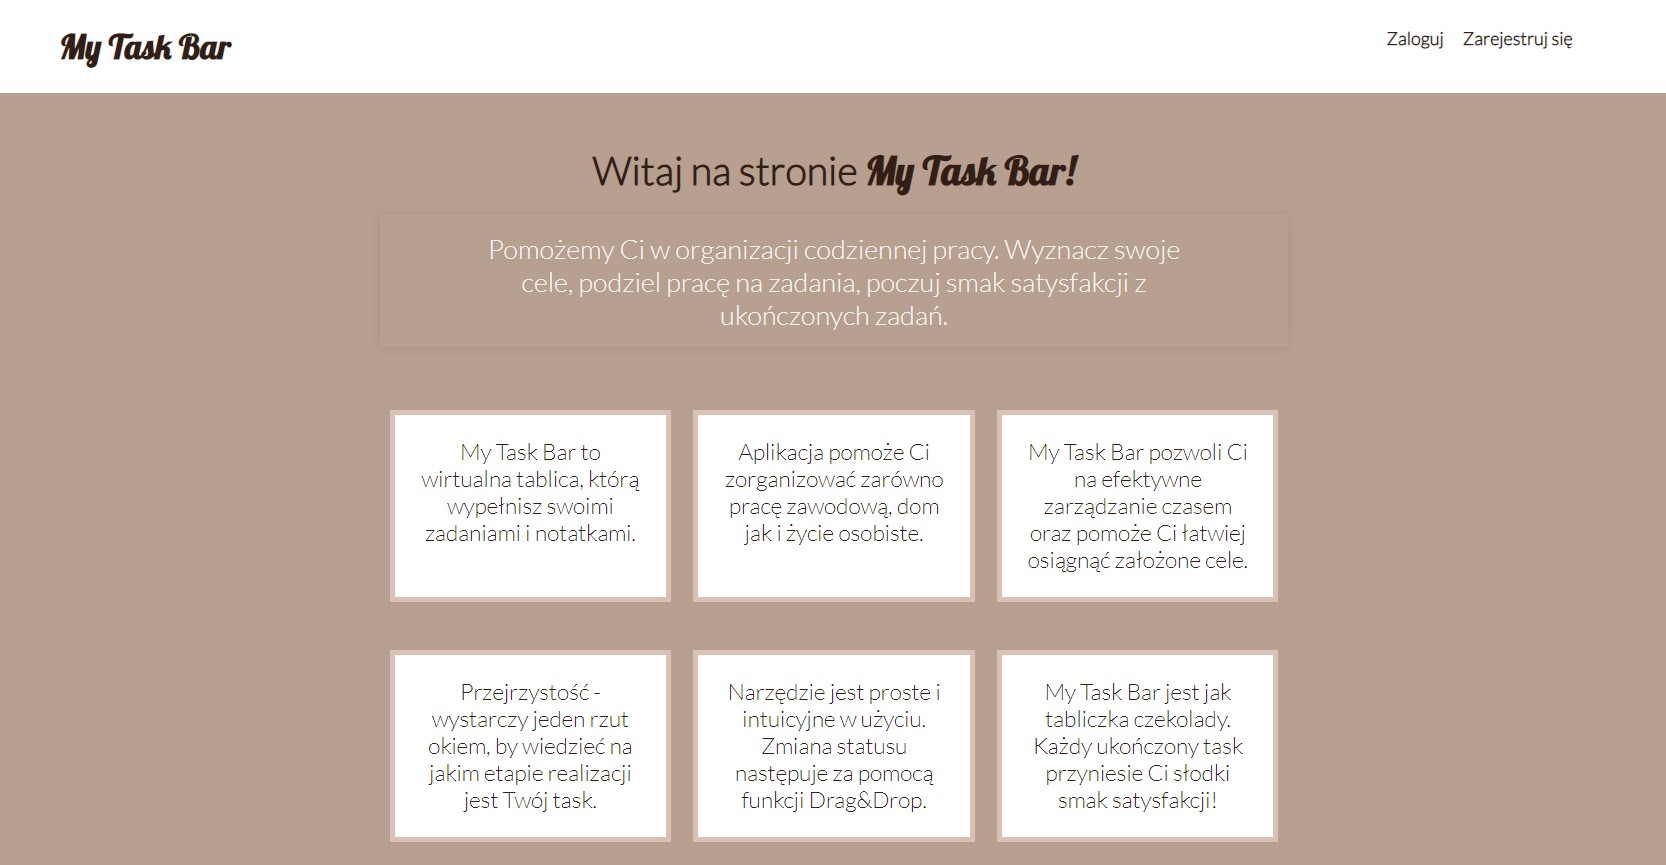 My Task Bar
Zaloguj Zarejestruj się
Witaj na stronie My Task Bar!
Pomożemy Ci w organizacji codziennej pracy. Wyznacz swoje
cele, podziel pracę na zadania, poczuj smak satysfakcji z
ukończonych zadań.
My Task Bar to
wirtualna tablica, którą
wypełnisz swoimi
zadaniami i notatkami.
Aplikacja pomoże Ci
zorganizować zarówno
pracę zawodową, dom
jak i życie osobiste.
My Task Bar pozwoli Ci
na efektywne
zarządzanie czasem
oraz pomoże Ci łatwiej
osiągnąć założone cele.
Przejrzystość -
wystarczy jeden rzut
okiem, by wiedzieć na
jakim etapie realizacji
jest Twój task.
Narzędzie jest proste i
intuicyjne w użyciu.
Zmiana statusu
następuje za pomocą
funkcji Drag&Drop.
My Task Bar jest jak
tabliczka czekolady.
Każdy ukończony task
przyniesie Ci słodki
smak satysfakcji!